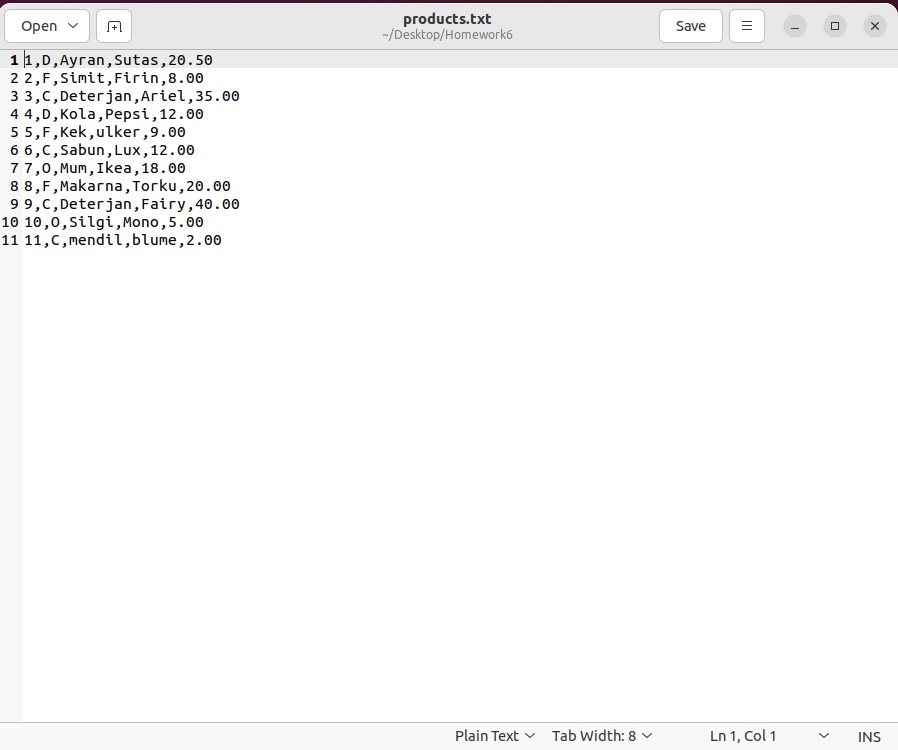 Open
products.txt
~/Desktop/Homework6
Save
1 1,D,Ayran,Sutas,20.50
2 2,F,Simit,Firin,8.00
3 3,C,Deterjan,Ariel,35.00
4 4,D,Kola,Pepsi,12.00
5 5,F,Kek,ulker,9.00
6 6,C,Sabun,Lux,12.00
7 7,O,Mum,Ikea,18.00
8 8,F,Makarna,Torku,20.00
9 9,C,Deterjan,Fairy,40.00
10 10,O,Silgi,Mono,5.00
11 11,C,mendil,blume,2.00
Plain Text Tab Width: 8 Ln 1, Col 1 INS